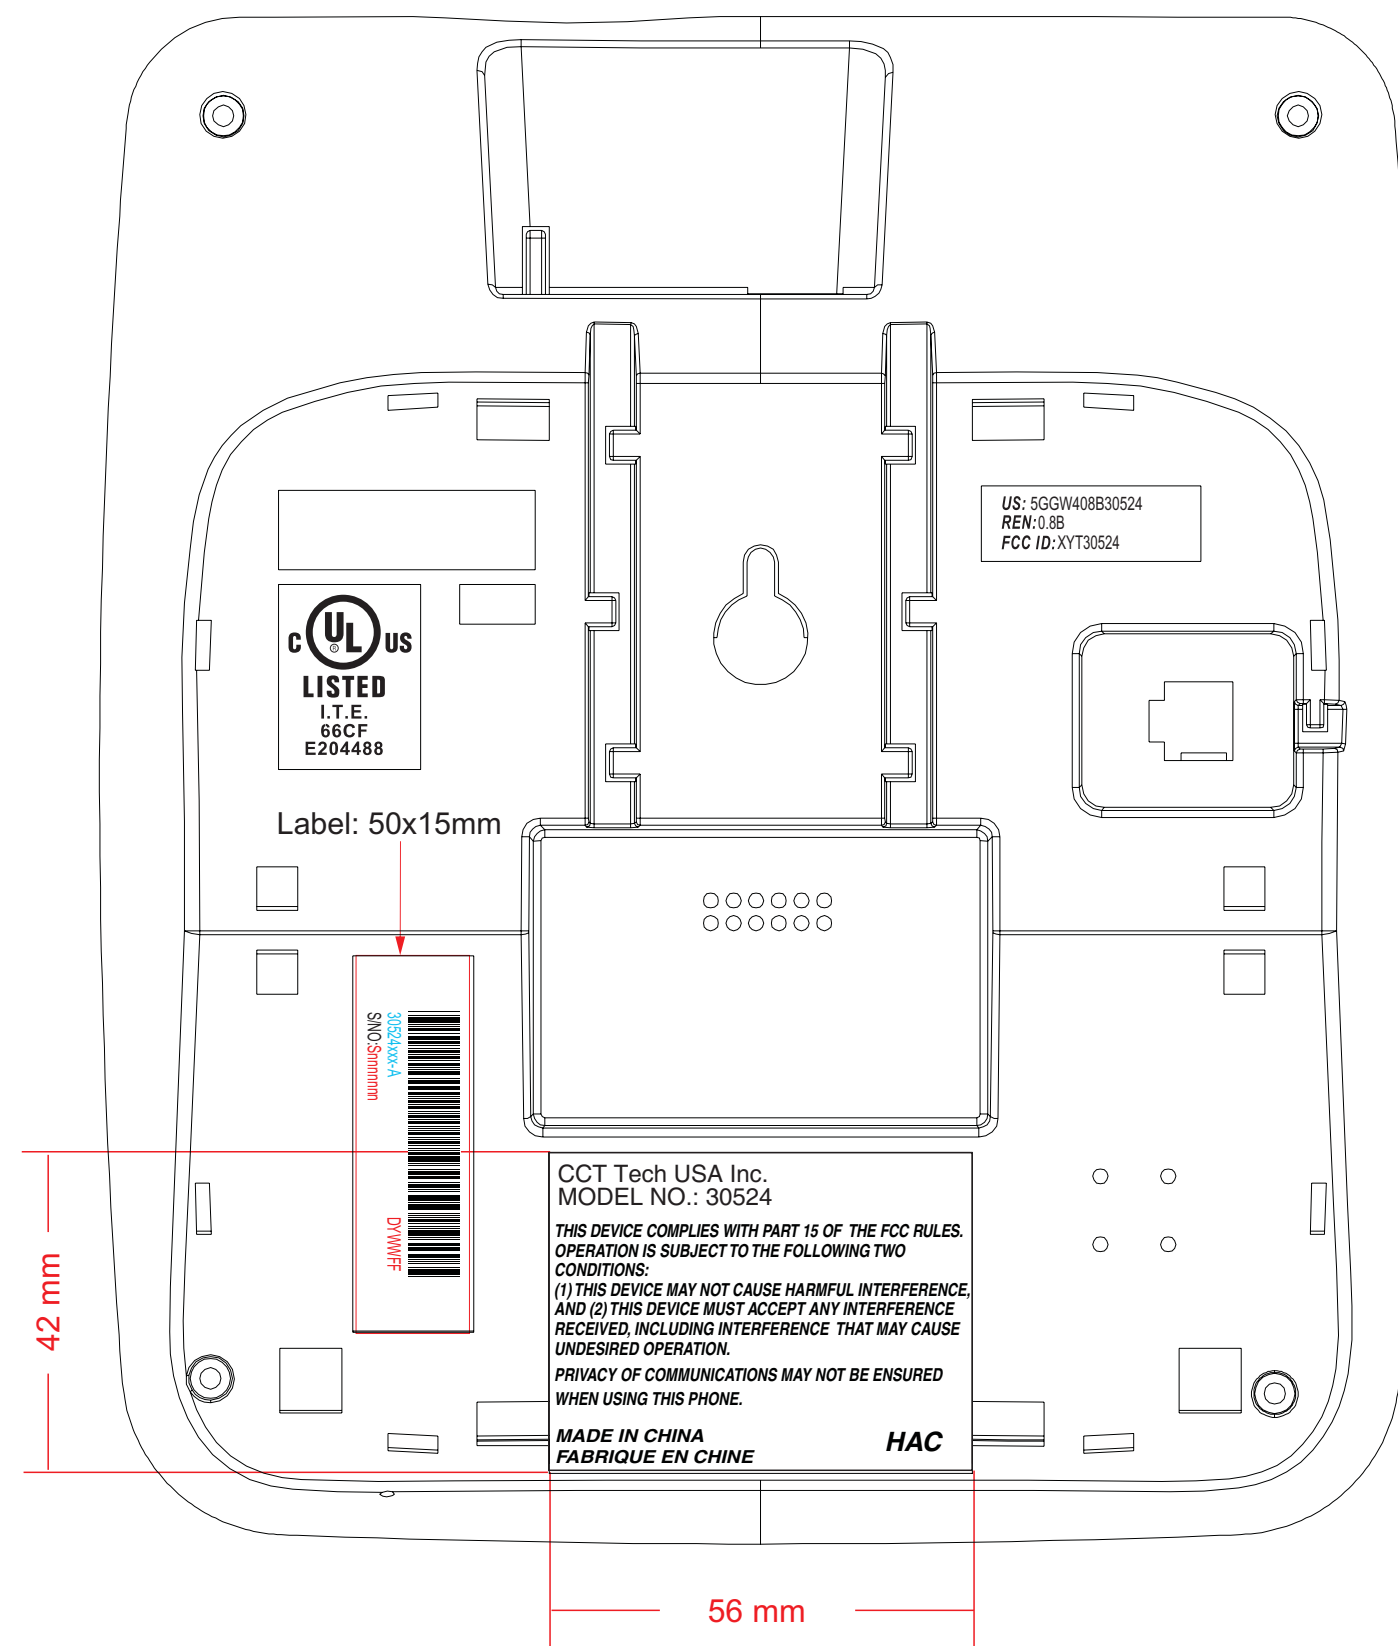 US: 5GGW408B30524
REN:0.8B
FCC ID:XYT30524
C UL US
®
LISTED
I.T.E.
66CF
E204488
Label: 50x15mm
30524xxx-A
S/NO:Snnnnnnn
DYWWFF
42 mm
CCT Tech USA Inc.
MODEL NO.: 30524
THIS DEVICE COMPLIES WITH PART 15 OF THE FCC RULES.
OPERATION IS SUBJECT TO THE FOLLOWING TWO
CONDITIONS:
(1) THIS DEVICE MAY NOT CAUSE HARMFUL INTERFERENCE,
AND (2) THIS DEVICE MUST ACCEPT ANY INTERFERENCE
RECEIVED, INCLUDING INTERFERENCE THAT MAY CAUSE
UNDESIRED OPERATION.
PRIVACY OF COMMUNICATIONS MAY NOT BE ENSURED
WHEN USING THIS PHONE.
MADE IN CHINA
FABRIQUE EN CHINE
HAC
56 mm